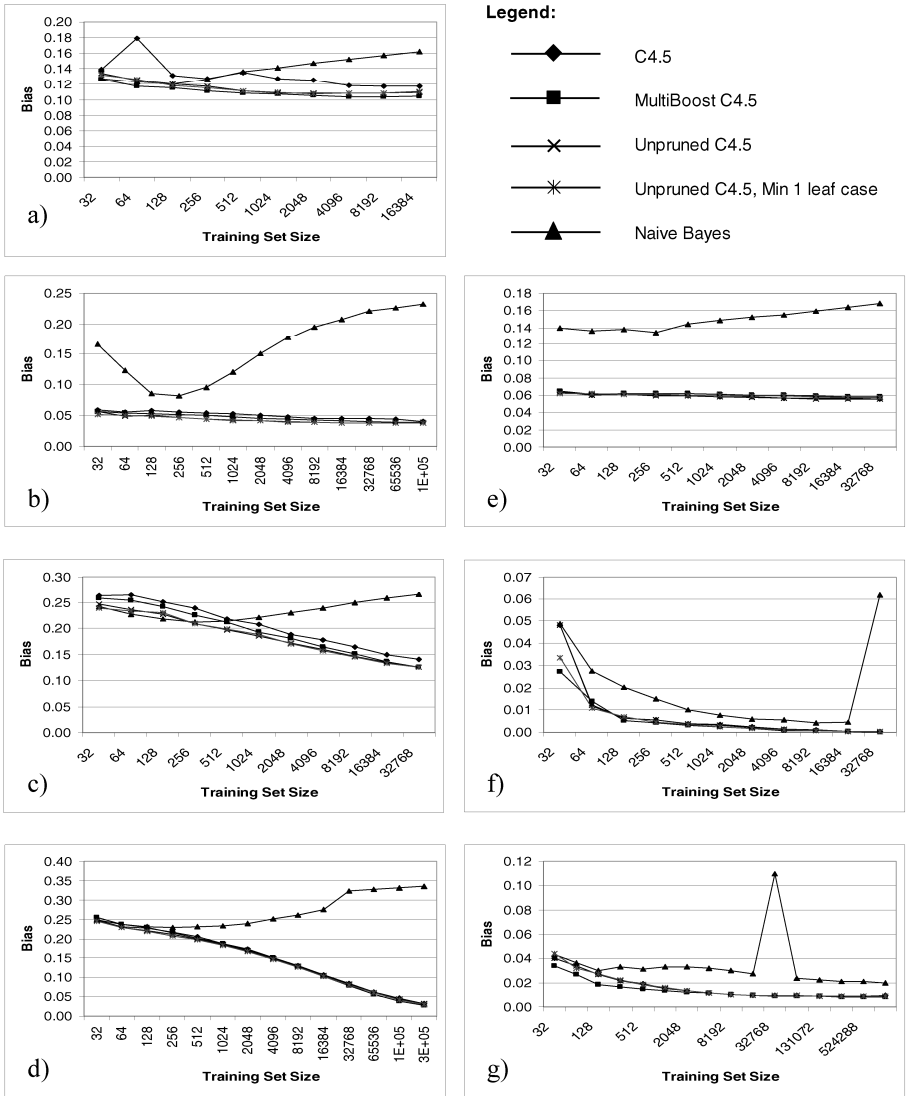 0.20
0.18
0.16
0.14
0.12
0.10
0.08
0.06
0.04
0.02
0.00
Bias
32 64 128 256 512 1024 2048 4096 8192 16384
Training Set Size
a)
Legend:
C4.5
MultiBoost C4.5
Unpruned C4.5
Unpruned C4.5, Min 1 leaf case
Naive Bayes
0.25
0.20
0.15
0.10
0.05
0.00
Bias
32 64 128 256 512 1024 2048 4096 8192 16384 32768 65536 1E+05
Training Set Size
b)
0.18
0.16
0.14
0.12
0.10
0.08
0.06
0.04
0.02
0.00
Bias
32 64 128 256 512 1024 2048 4096 8192 16384 32768
Training Set Size
e)
0.30
0.25
0.20
0.15
0.10
0.05
0.00
Bias
32 64 128 256 512 1024 2048 4096 8192 16384 32768
Training Set Size
c)
0.07
0.06
0.05
0.04
0.03
0.02
0.01
0.00
Bias
32 64 128 256 512 1024 2048 4096 8192 16384 32768
Training Set Size
f)
0.40
0.35
0.30
0.25
0.20
0.15
0.10
0.05
0.00
Bias
32 64 128 256 512 1024 2048 4096 8192 16384 32768 65536 1E+05 3E+05
Training Set Size
d)
0.12
0.10
0.08
0.06
0.04
0.02
0.00
Bias
32 128 512 2048 8192 32768 131072 524288
Training Set Size
g)